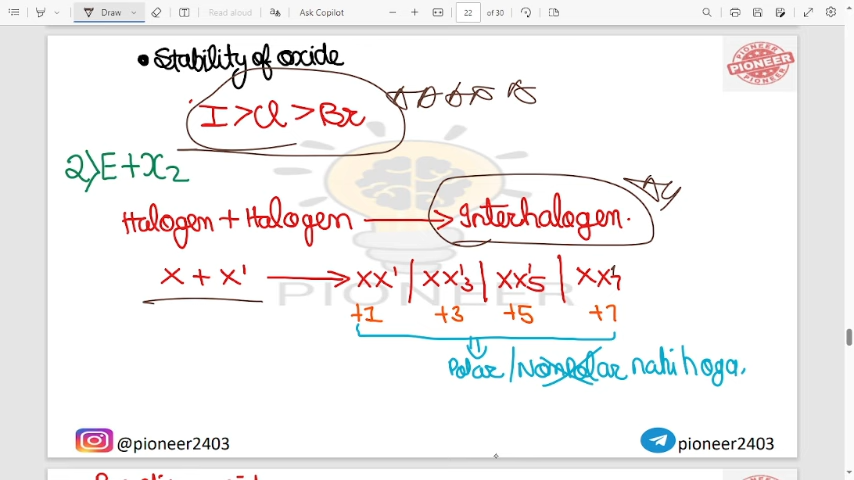 Draw
Read aloud
Ask Copilot
22 of 30
• Stability of oxide
I > Cl > Br
PIONEER
2) E + X2
Halogen + Halogen → Interhalogen.
X + X' → XX' | XX'3 | XX'5 | XX'7
PIONEER
+1 +3 +5 +7
Polar / Nonpolar nahi hoga.
@pioneer2403
pioneer2403